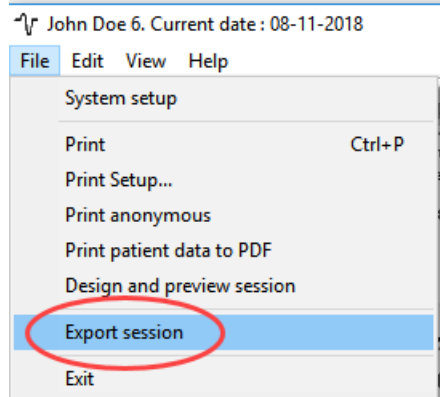 John Doe 6. Current date : 08-11-2018
File Edit View Help
System setup
Print Ctrl+P
Print Setup...
Print anonymous
Print patient data to PDF
Design and preview session
Export session
Exit